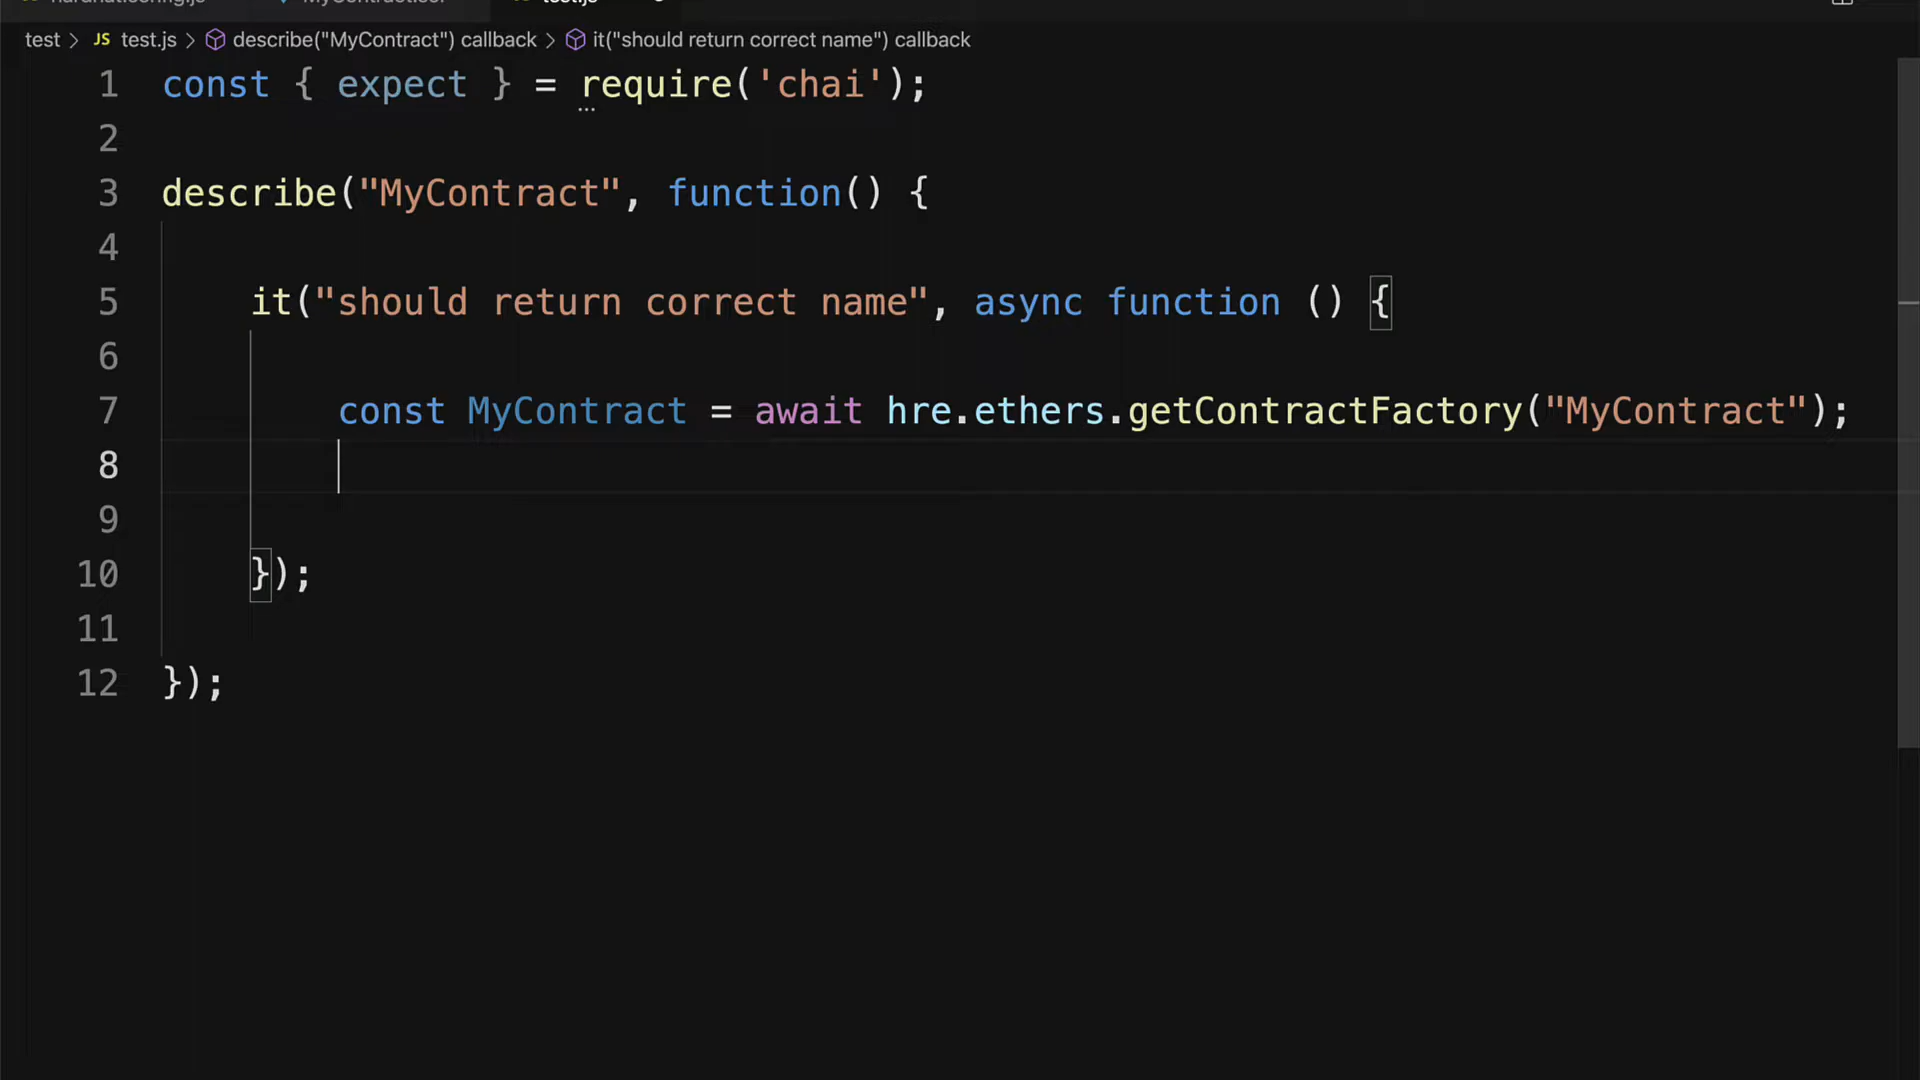 test > JS test.js > describe("MyContract") callback > it("should return correct name") callback
1 const { expect } = require('chai');
2
3 describe("MyContract", function() {
4
5 it("should return correct name", async function () {
6
7 const MyContract = await hre.ethers.getContractFactory("MyContract");
8
9
10 });
11
12 });